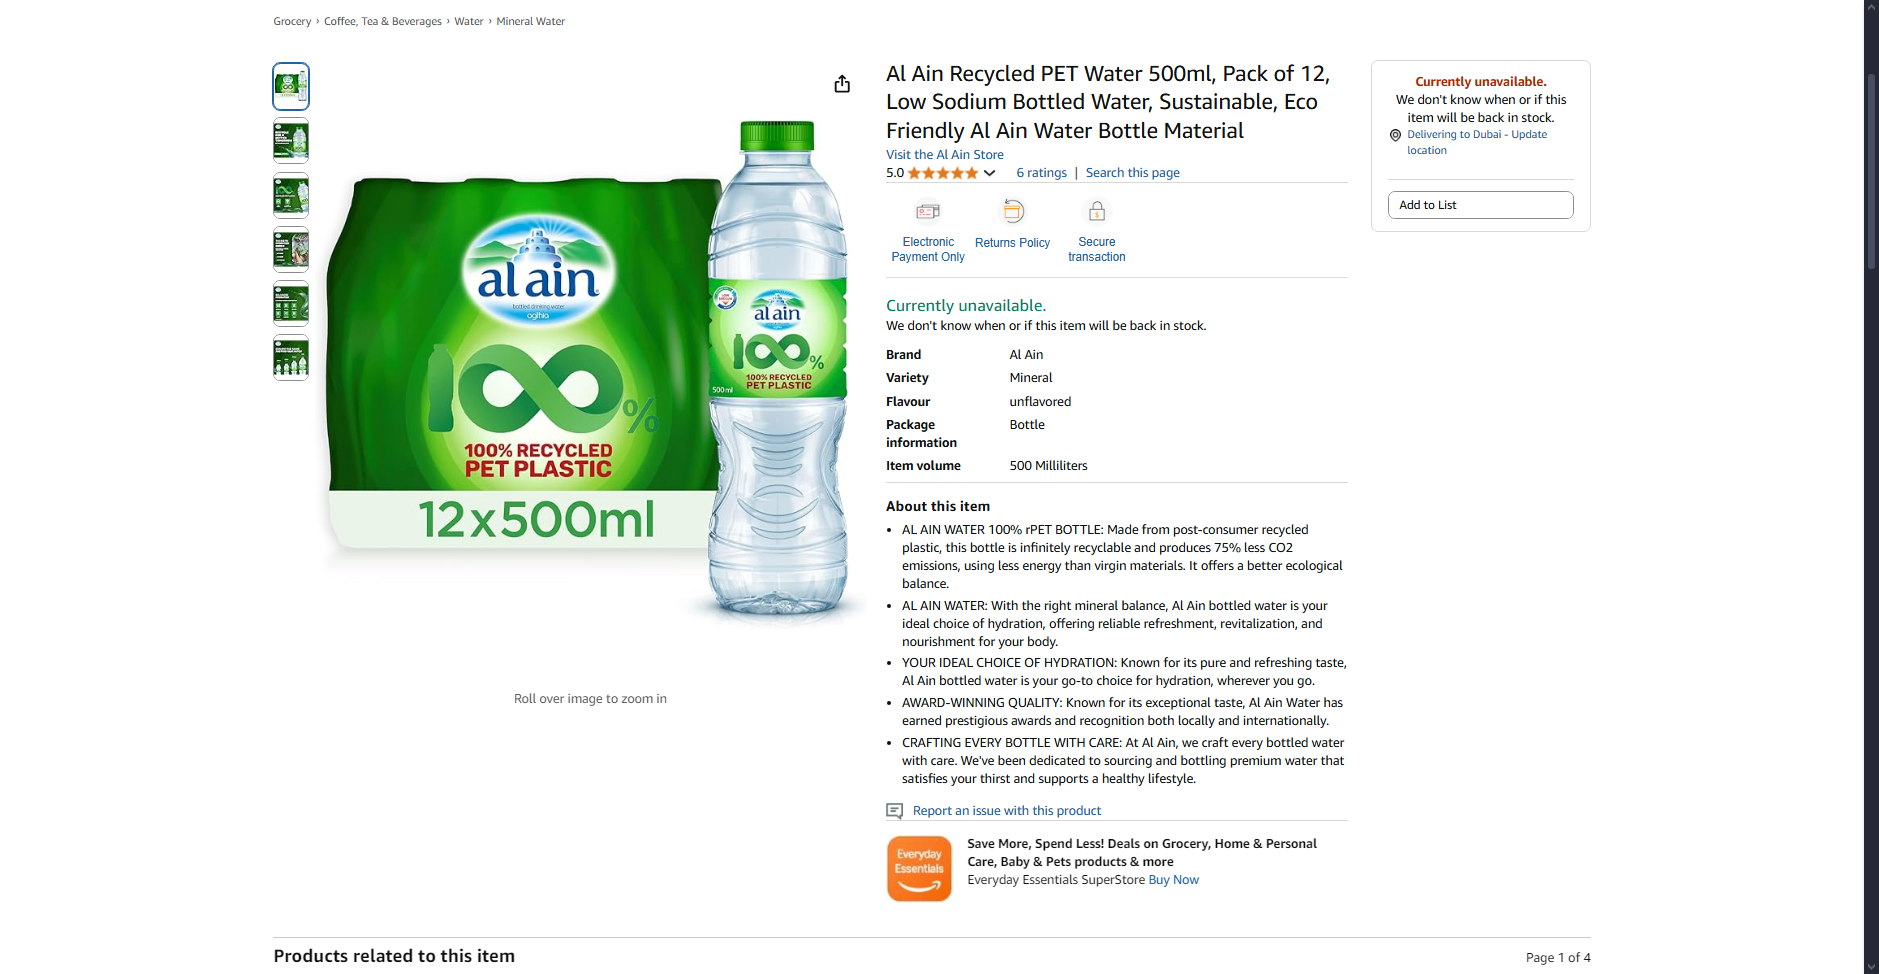 Grocery › Coffee, Tea & Beverages › Water › Mineral Water
al ain
bottled drinking water
agthia
100%
100% RECYCLED
PET PLASTIC
12x500ml
al ain
100%
100% RECYCLED
PET PLASTIC
500ml
Roll over image to zoom in
Al Ain Recycled PET Water 500ml, Pack of 12,
Low Sodium Bottled Water, Sustainable, Eco
Friendly Al Ain Water Bottle Material
Visit the Al Ain Store
5.0 6 ratings | Search this page
Electronic
Payment Only
Returns Policy
Secure
transaction
Currently unavailable.
We don't know when or if this item will be back in stock.
Brand Al Ain
Variety Mineral
Flavour unflavored
Package
information
Bottle
Item volume 500 Milliliters
About this item
• AL AIN WATER 100% rPET BOTTLE: Made from post-consumer recycled
plastic, this bottle is infinitely recyclable and produces 75% less CO2
emissions, using less energy than virgin materials. It offers a better ecological
balance.
• AL AIN WATER: With the right mineral balance, Al Ain bottled water is your
ideal choice of hydration, offering reliable refreshment, revitalization, and
nourishment for your body.
• YOUR IDEAL CHOICE OF HYDRATION: Known for its pure and refreshing taste,
Al Ain bottled water is your go-to choice for hydration, wherever you go.
• AWARD-WINNING QUALITY: Known for its exceptional taste, Al Ain Water has
earned prestigious awards and recognition both locally and internationally.
• CRAFTING EVERY BOTTLE WITH CARE: At Al Ain, we craft every bottled water
with care. We've been dedicated to sourcing and bottling premium water that
satisfies your thirst and supports a healthy lifestyle.
Report an issue with this product
Everyday
Essentials
Save More, Spend Less! Deals on Grocery, Home & Personal
Care, Baby & Pets products & more
Everyday Essentials SuperStore Buy Now
Currently unavailable.
We don't know when or if this
item will be back in stock.
Delivering to Dubai - Update
location
Add to List
Products related to this item
Page 1 of 4